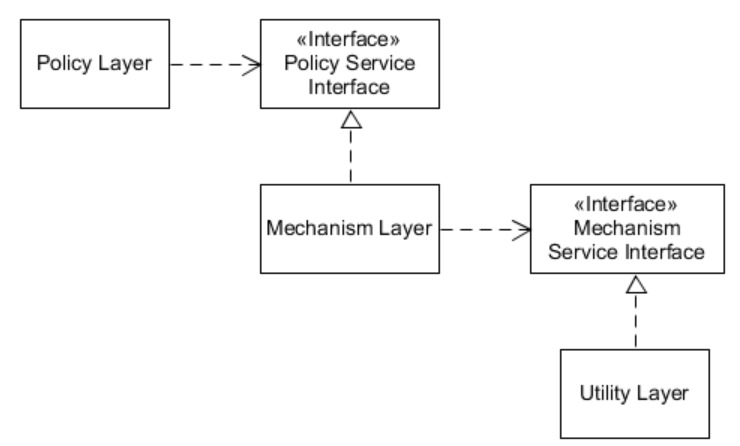 Policy Layer
«Interface»
Policy Service
Interface
Mechanism Layer
«Interface»
Mechanism
Service Interface
Utility Layer